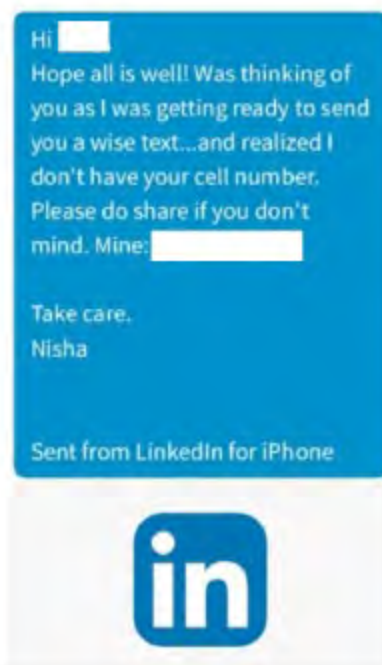 Hi
Hope all is well! Was thinking of
you as I was getting ready to send
you a wise text...and realized I
don't have your cell number.
Please do share if you don't
mind. Mine:
Take care.
Nisha
Sent from LinkedIn for iPhone
in